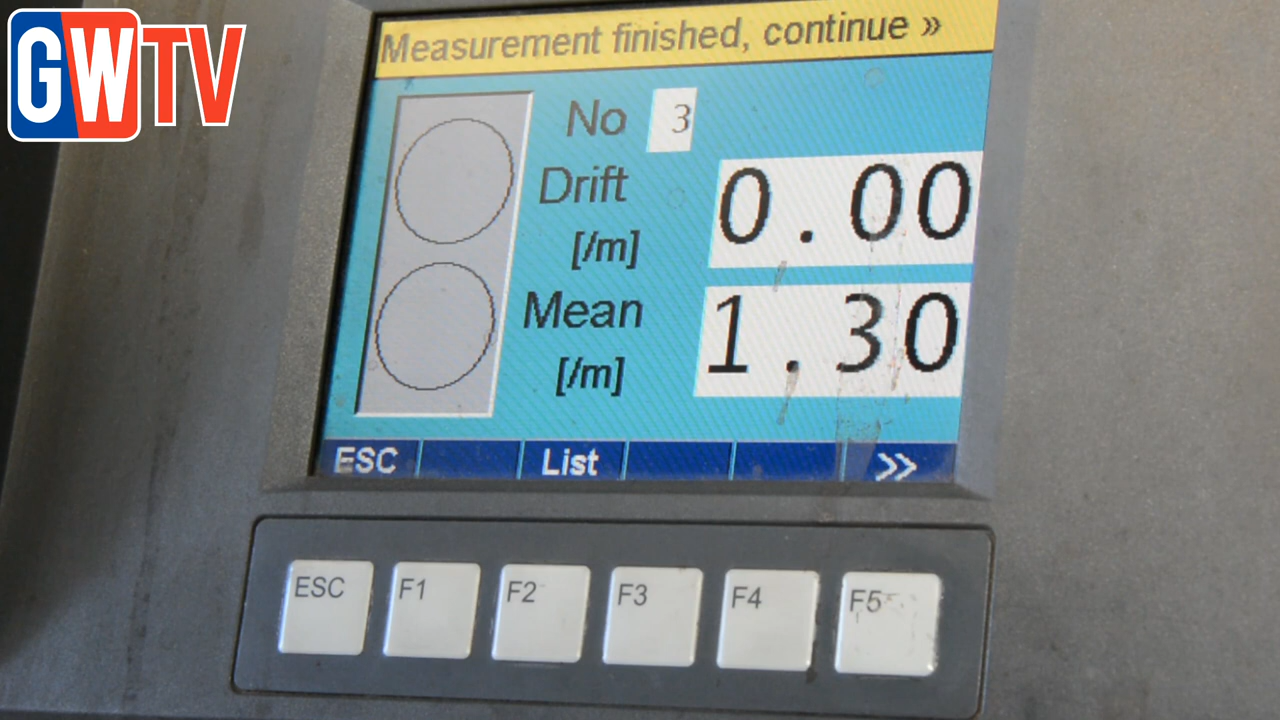 GWTV
Measurement finished, continue »
No 3
Drift 0.00
[/m]
Mean 1.30
[/m]
ESC List >>
ESC F1 F2 F3 F4 F5